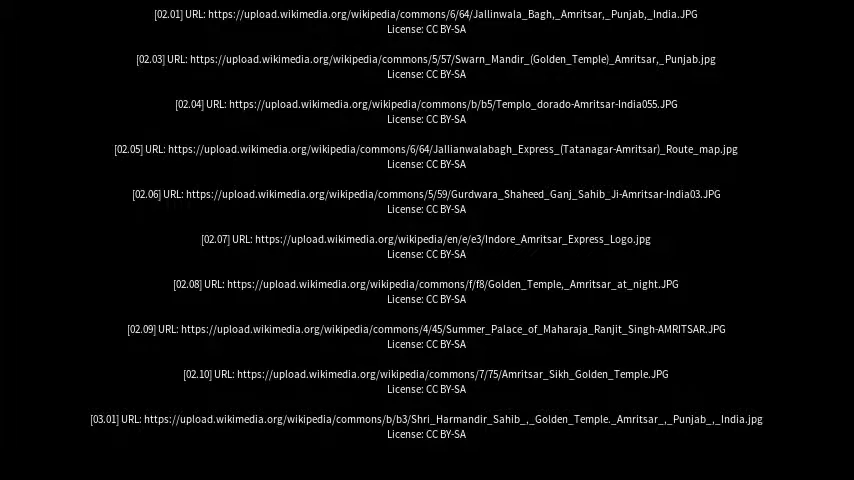 [02.01] URL: https://upload.wikimedia.org/wikipedia/commons/6/64/Jallinwala_Bagh,_Amritsar,_Punjab,_India.JPG
License: CC BY-SA
[02.03] URL: https://upload.wikimedia.org/wikipedia/commons/5/57/Swarn_Mandir_(Golden_Temple)_Amritsar,_Punjab.jpg
License: CC BY-SA
[02.04] URL: https://upload.wikimedia.org/wikipedia/commons/b/b5/Templo_dorado-Amritsar-India055.JPG
License: CC BY-SA
[02.05] URL: https://upload.wikimedia.org/wikipedia/commons/6/64/Jallianwalabagh_Express_(Tatanagar-Amritsar)_Route_map.jpg
License: CC BY-SA
[02.06] URL: https://upload.wikimedia.org/wikipedia/commons/5/59/Gurdwara_Shaheed_Ganj_Sahib_Ji-Amritsar-India03.JPG
License: CC BY-SA
[02.07] URL: https://upload.wikimedia.org/wikipedia/en/e/e3/Indore_Amritsar_Express_Logo.jpg
License: CC BY-SA
[02.08] URL: https://upload.wikimedia.org/wikipedia/commons/f/f8/Golden_Temple,_Amritsar_at_night.JPG
License: CC BY-SA
[02.09] URL: https://upload.wikimedia.org/wikipedia/commons/4/45/Summer_Palace_of_Maharaja_Ranjit_Singh-AMRITSAR.JPG
License: CC BY-SA
[02.10] URL: https://upload.wikimedia.org/wikipedia/commons/7/75/Amritsar_Sikh_Golden_Temple.JPG
License: CC BY-SA
[03.01] URL: https://upload.wikimedia.org/wikipedia/commons/b/b3/Shri_Harmandir_Sahib_,_Golden_Temple._Amritsar_,_Punjab_,_India.jpg
License: CC BY-SA